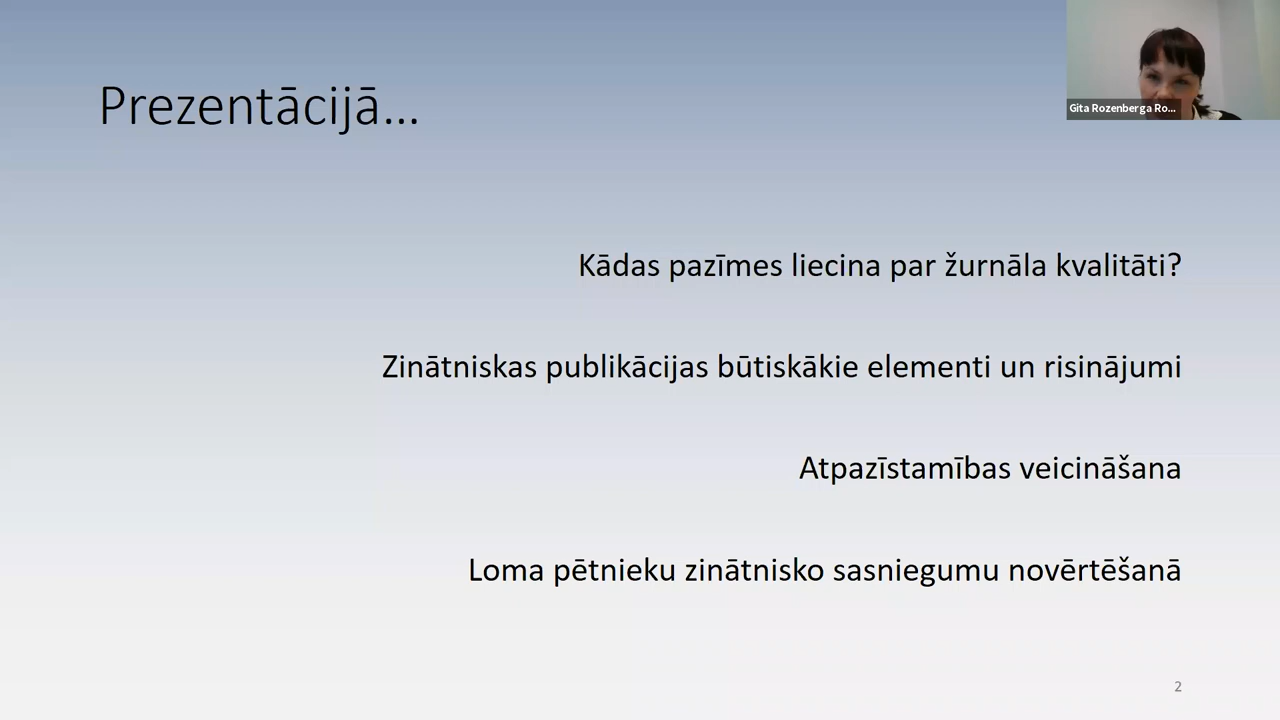 Prezentācijā...
Gita Rozenberga Ro...
Kādas pazīmes liecina par žurnāla kvalitāti?
Zinātniskas publikācijas būtiskākie elementi un risinājumi
Atpazīstamības veicināšana
Loma pētnieku zinātnisko sasniegumu novērtēšanā
2